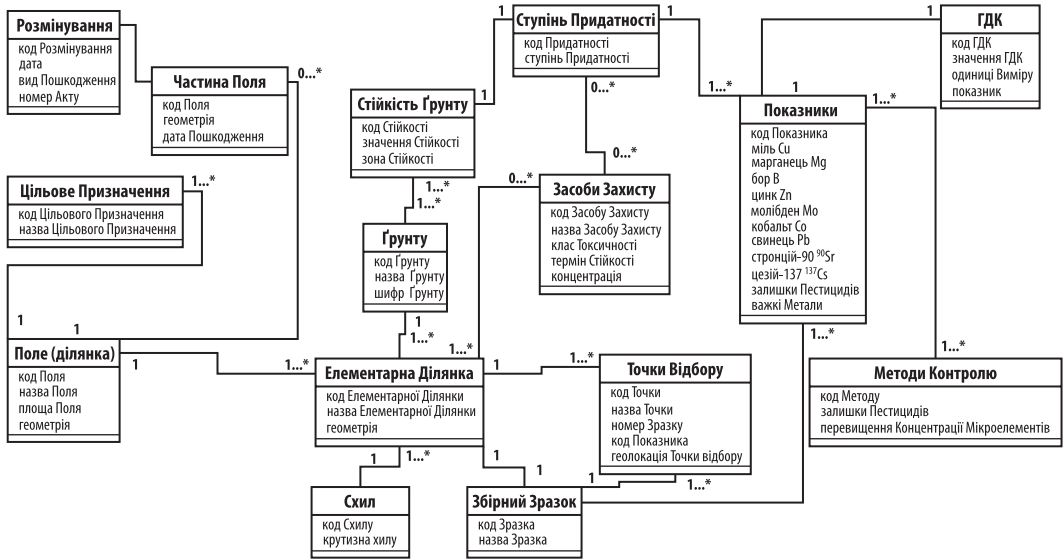 Розмінування
код Розмінування
дата
вид Пошкодження
номер Акту
Частина Поля
код Поля
геометрія
дата Пошкодження
0...*
Цільове Призначення
код Цільового Призначення
назва Цільового Призначення
1...*
1
1
Поле (ділянка)
код Поля
назва Поля
площа Поля
геометрія
1
1...*
Ступінь Придатності
код Придатності
ступінь Придатності
1
1
0...*
0...*
Стійкість Ґрунту
код Стійкості
значення Стійкості
зона Стійкості
1
1...*
1...*
Ґрунту
код Ґрунту
назва Ґрунту
шифр Ґрунту
1
1...*
Засоби Захисту
код Засобу Захисту
назва Засобу Захисту
клас Токсичності
термін Стійкості
концентрація
0...*
1...*
Елементарна Ділянка
код Елементарної Ділянки
назва Елементарної Ділянки
геометрія
1
1...*
1
1...*
1
1
Схил
код Схилу
крутизна хилу
Збірний Зразок
код Зразка
назва Зразка
1
1...*
Точки Відбору
код Точки
назва Точки
номер Зразку
код Показника
геолокація Точки відбору
ГДК
код ГДК
значення ГДК
одиниці Виміру
показник
1
1
1...*
1...*
Показники
код Показника
міль Cu
марганець Mg
бор B
цинк Zn
молібден Mo
кобальт Co
свинець Pb
стронцій-90 ⁹⁰Sr
цезій-137 ¹³⁷Cs
залишки Пестицидів
важкі Метали
1...*
1...*
Методи Контролю
код Методу
залишки Пестицидів
перевищення Концентрації Мікроелементів